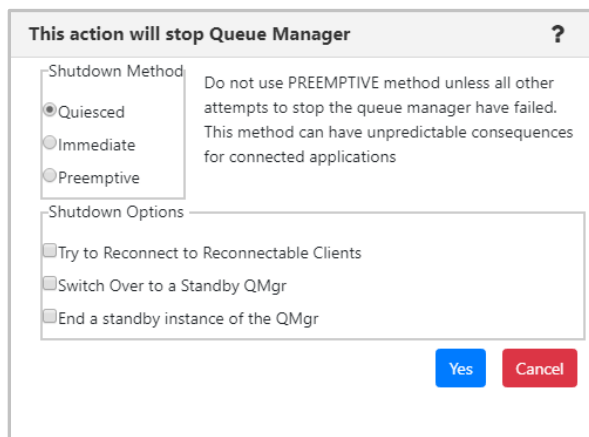 This action will stop Queue Manager ?
Shutdown Method
Quiesced
Immediate
Preemptive
Do not use PREEMPTIVE method unless all other
attempts to stop the queue manager have failed.
This method can have unpredictable consequences
for connected applications
Shutdown Options
Try to Reconnect to Reconnectable Clients
Switch Over to a Standby QMgr
End a standby instance of the QMgr
Yes Cancel